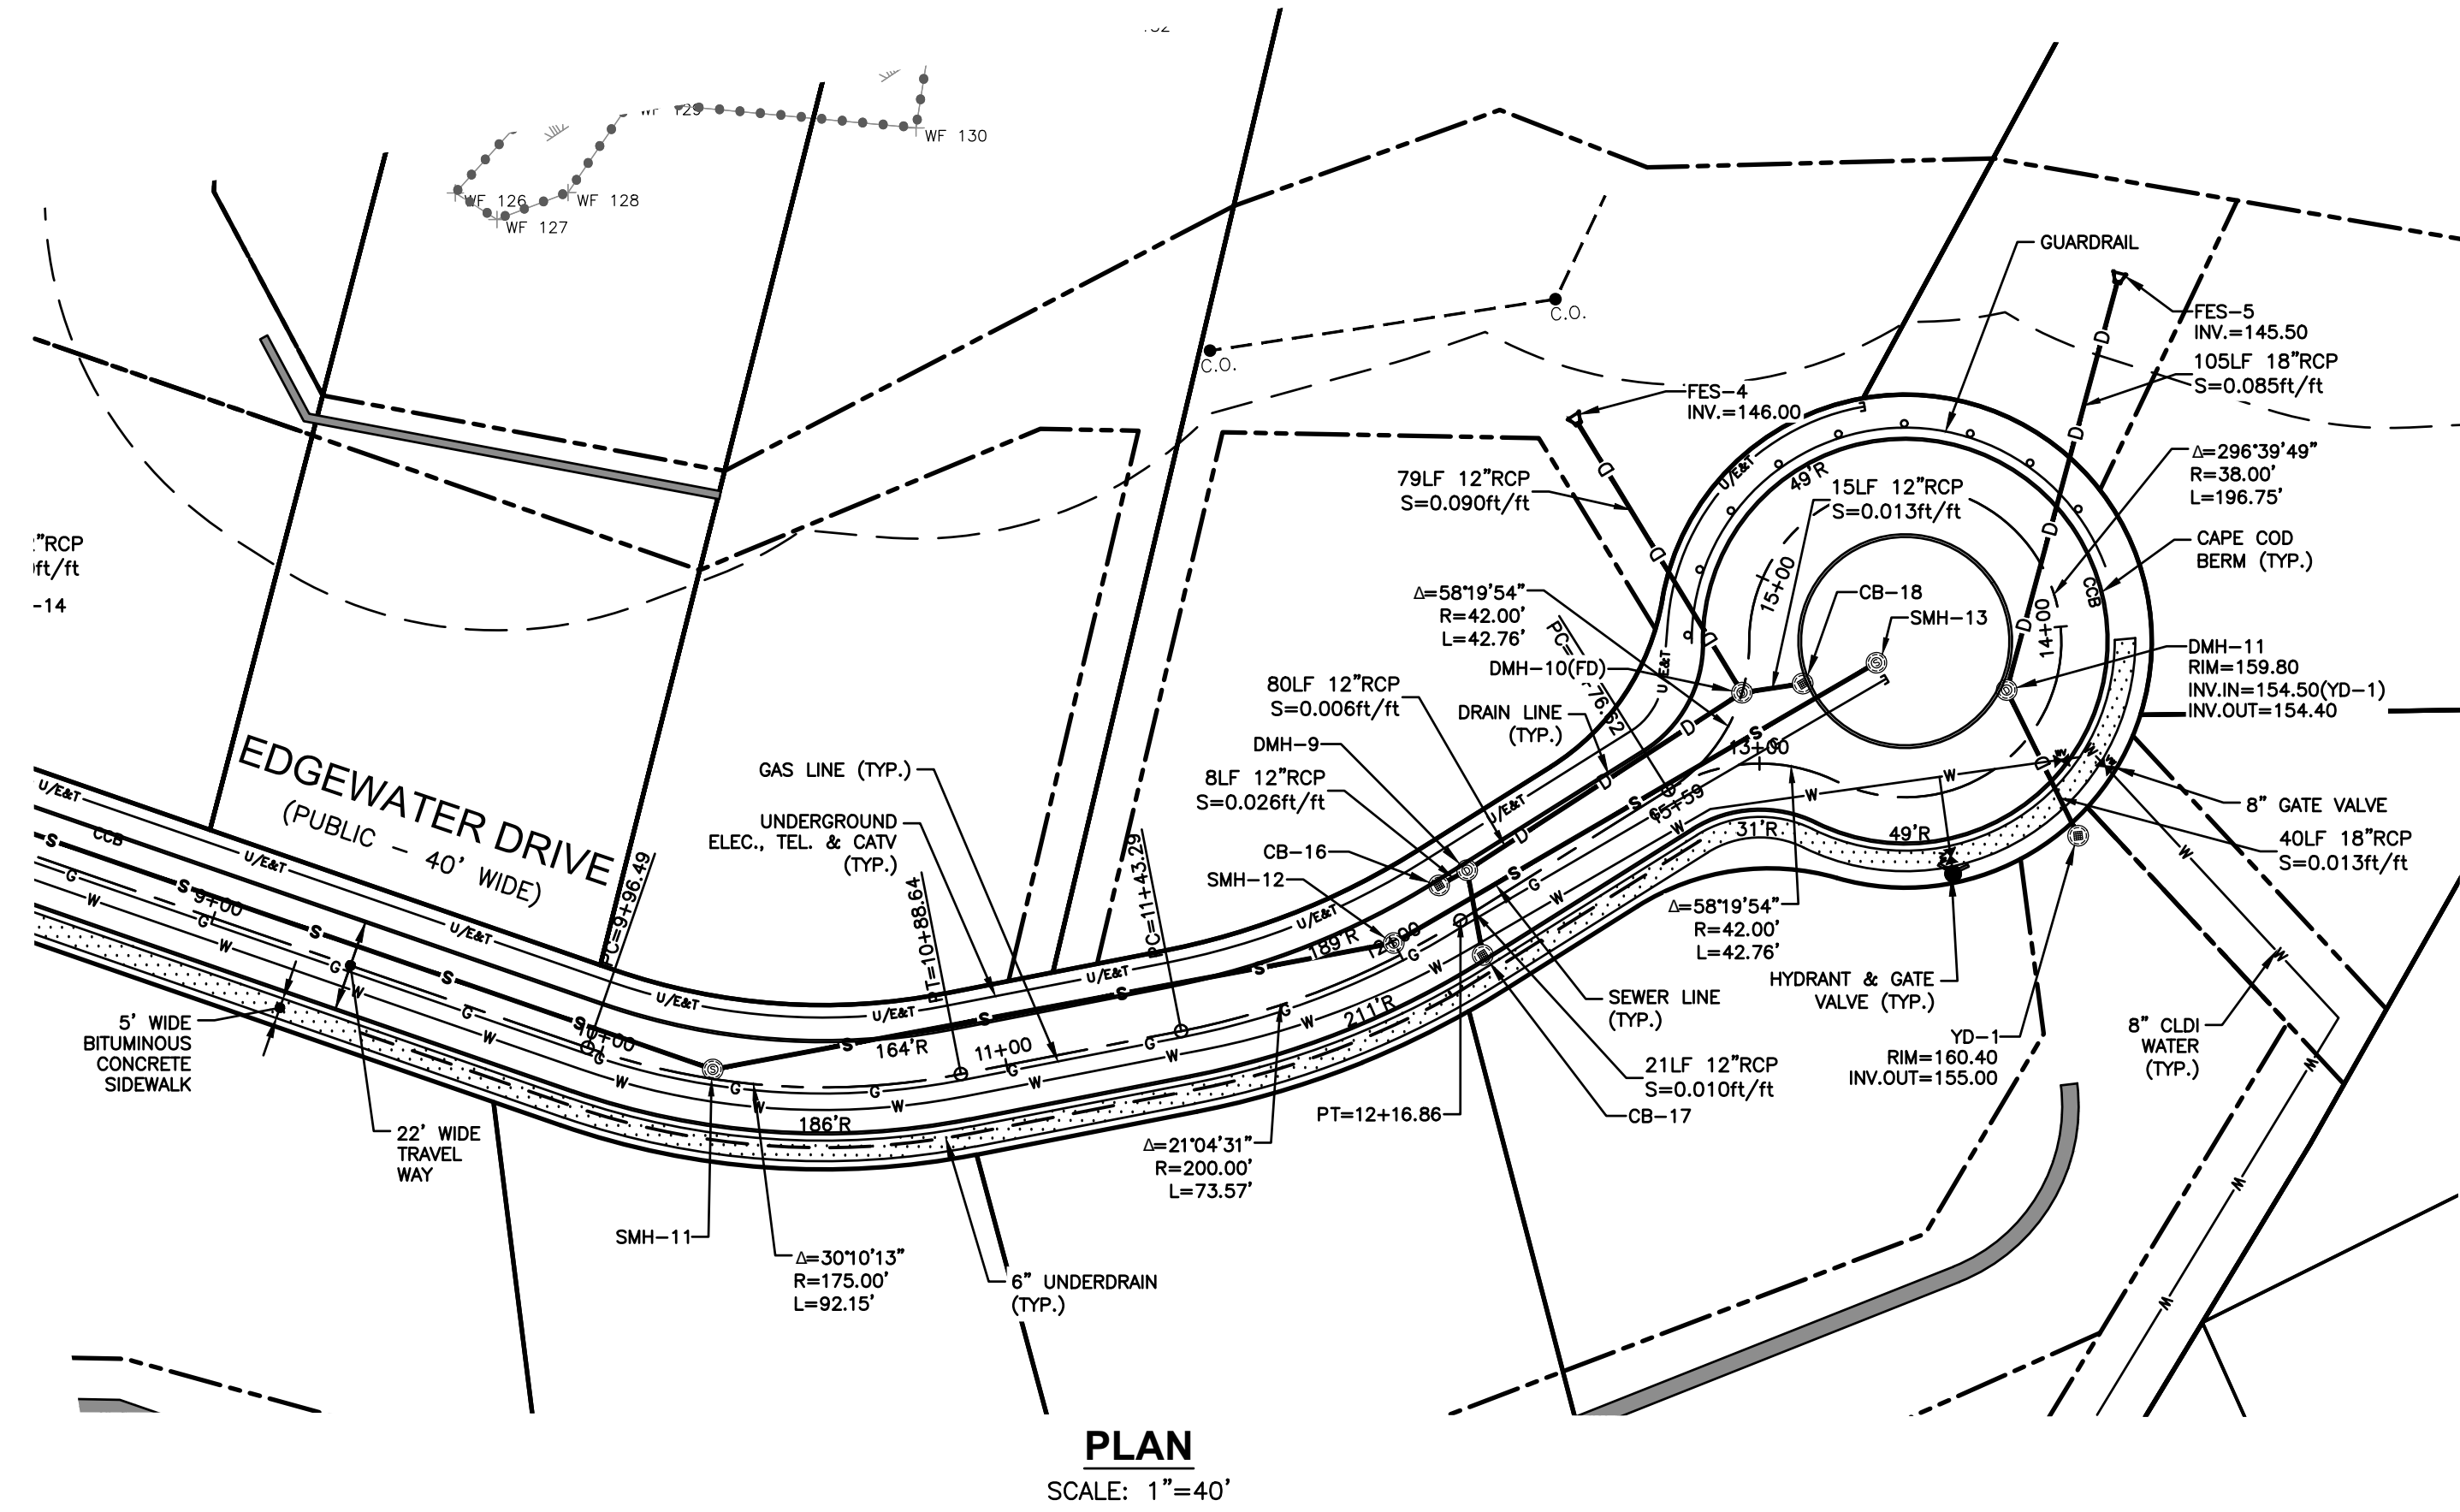 WF 130
WF 126
WF 128
WF 127
GUARDRAIL
C.O.
C.O.
FES-5
INV.=145.50
105LF 18"RCP
S=0.085ft/ft
FES-4
INV.=146.00
Δ=296°39'49"
R=38.00'
L=196.75'
79LF 12"RCP
S=0.090ft/ft
U/E&T
49'R
15LF 12"RCP
S=0.013ft/ft
CAPE COD
BERM (TYP.)
"RCP
ft/ft
-14
15+00
CCB
14+00
Δ=58°19'54"
R=42.00'
L=42.76'
CB-18
SMH-13
DMH-10(FD)
DMH-11
RIM=159.80
INV.IN=154.50(YD-1)
INV.OUT=154.40
80LF 12"RCP
S=0.006ft/ft
U/E&T
DRAIN LINE
(TYP.)
DMH-9
13+00
GAS LINE (TYP.)
8LF 12"RCP
S=0.026ft/ft
EDGEWATER DRIVE
(PUBLIC - 40' WIDE)
U/E&T
CCB
U/E&T
U/E&T
U/E&T
U/E&T
U/E&T
U/E&T
U/E&T
UNDERGROUND
ELEC., TEL. & CATV
(TYP.)
8" GATE VALVE
31'R
49'R
40LF 18"RCP
S=0.013ft/ft
CB-16
SMH-12
PC=9+96.49
PT=10+88.64
PC=11+43.29
9+00
10+00
11+00
12+00
189'R
164'R
211'R
186'R
Δ=58°19'54"
R=42.00'
L=42.76'
HYDRANT & GATE
VALVE (TYP.)
SEWER LINE
(TYP.)
5' WIDE
BITUMINOUS
CONCRETE
SIDEWALK
8" CLDI
WATER
(TYP.)
YD-1
RIM=160.40
INV.OUT=155.00
21LF 12"RCP
S=0.010ft/ft
PT=12+16.86
CB-17
22' WIDE
TRAVEL
WAY
Δ=21°04'31"
R=200.00'
L=73.57'
SMH-11
Δ=30°10'13"
R=175.00'
L=92.15'
6" UNDERDRAIN
(TYP.)
PLAN
SCALE: 1"=40'